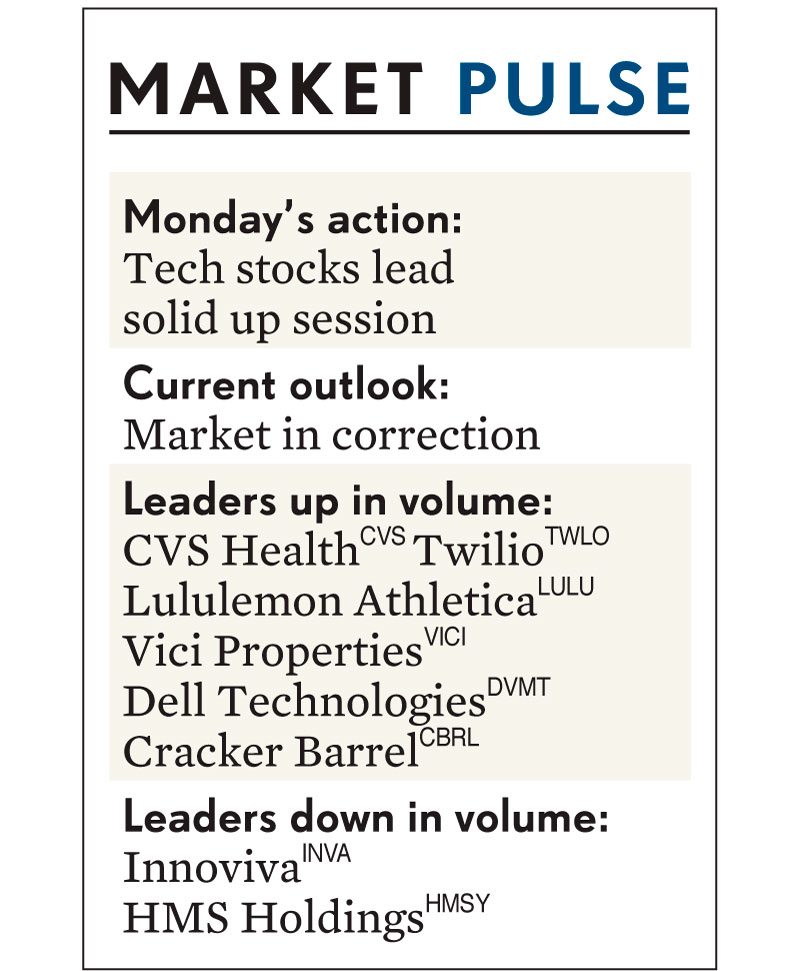 MARKET PULSE
Monday’s action:
Tech stocks lead
solid up session
Current outlook:
Market in correction
Leaders up in volume:
CVS Health CVS Twilio TWLO
Lululemon Athletica LULU
Vici Properties VICI
Dell Technologies DVMT
Cracker Barrel CBRL
Leaders down in volume:
Innoviva INVA
HMS Holdings HMSY